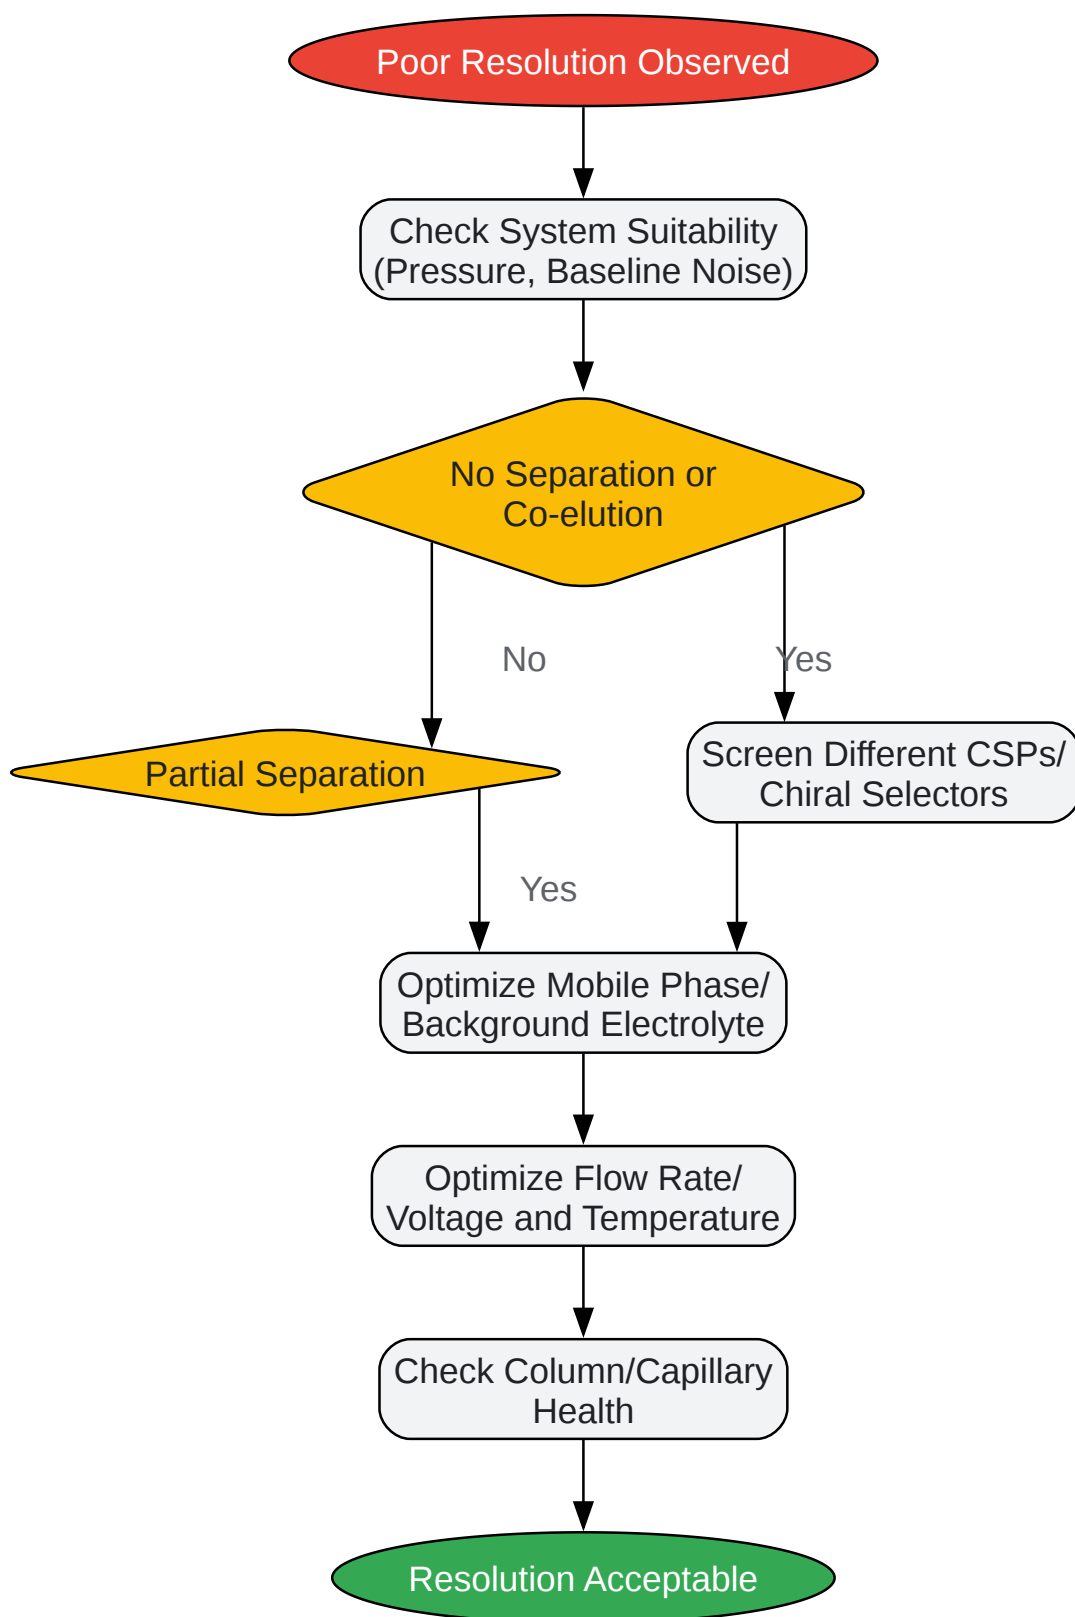 Poor Resolution Observed
Check System Suitability
(Pressure, Baseline Noise)
No Separation or
Co-elution
No
Yes
Partial Separation
Screen Different CSPs/
Chiral Selectors
Yes
Optimize Mobile Phase/
Background Electrolyte
Optimize Flow Rate/
Voltage and Temperature
Check Column/Capillary
Health
Resolution Acceptable